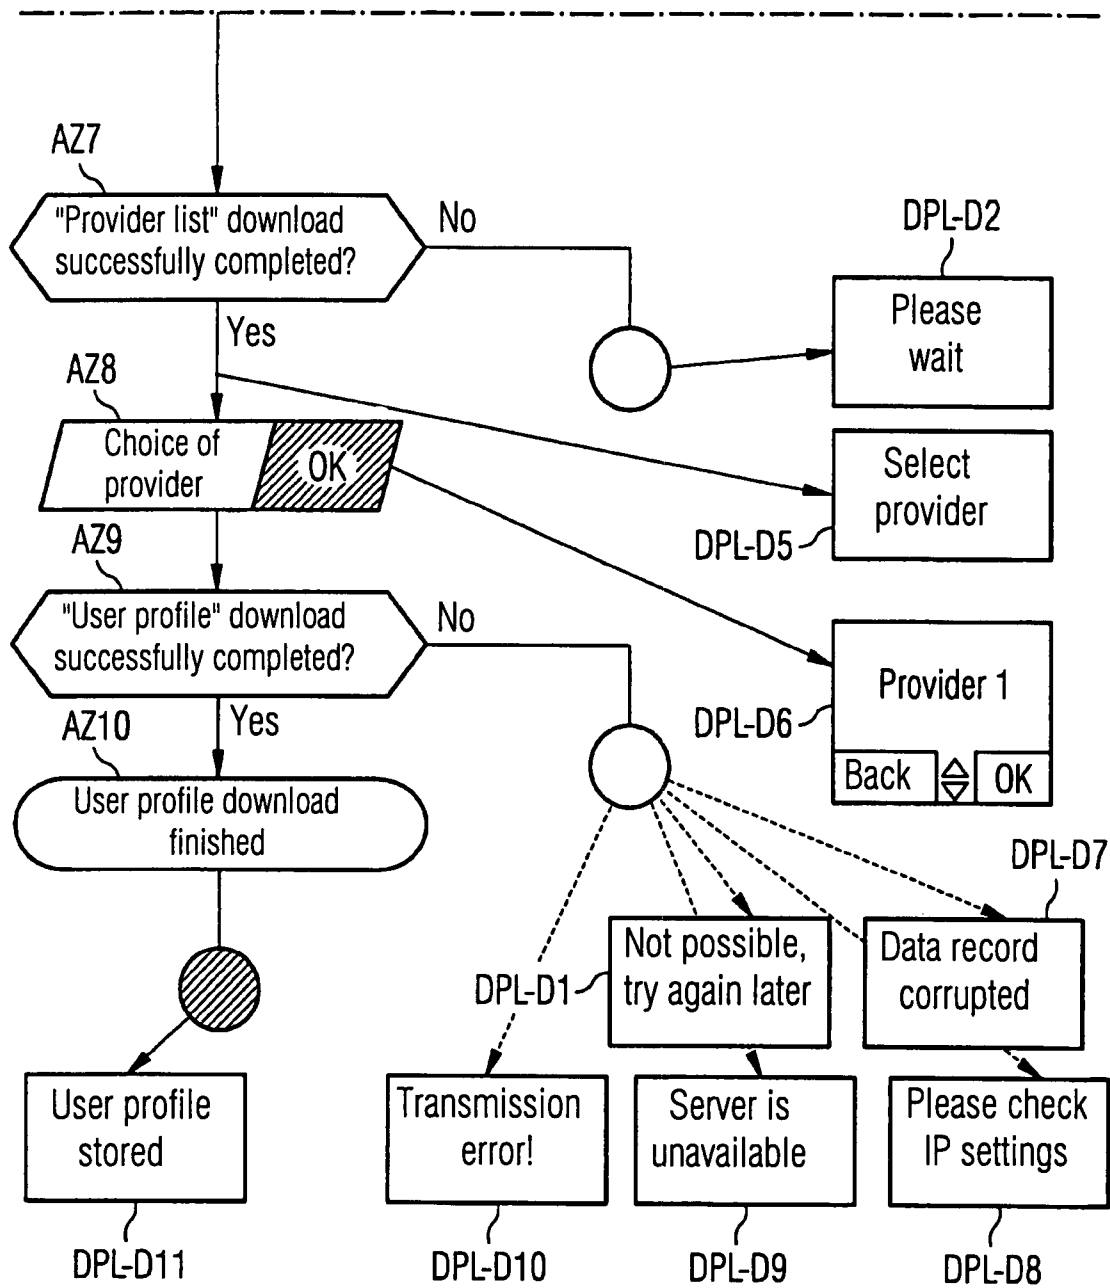 AZ7
"Provider list" download
successfully completed?
No
DPL-D2
Please
wait
Yes
AZ8
Choice of
provider
OK
Select
provider
DPL-D5
AZ9
"User profile" download
successfully completed?
No
Provider 1
DPL-D6
Back
OK
Yes
AZ10
User profile download
finished
DPL-D7
Not possible,
try again later
DPL-D1
Data record
corrupted
User profile
stored
Transmission
error!
Server is
unavailable
Please check
IP settings
DPL-D11
DPL-D10
DPL-D9
DPL-D8